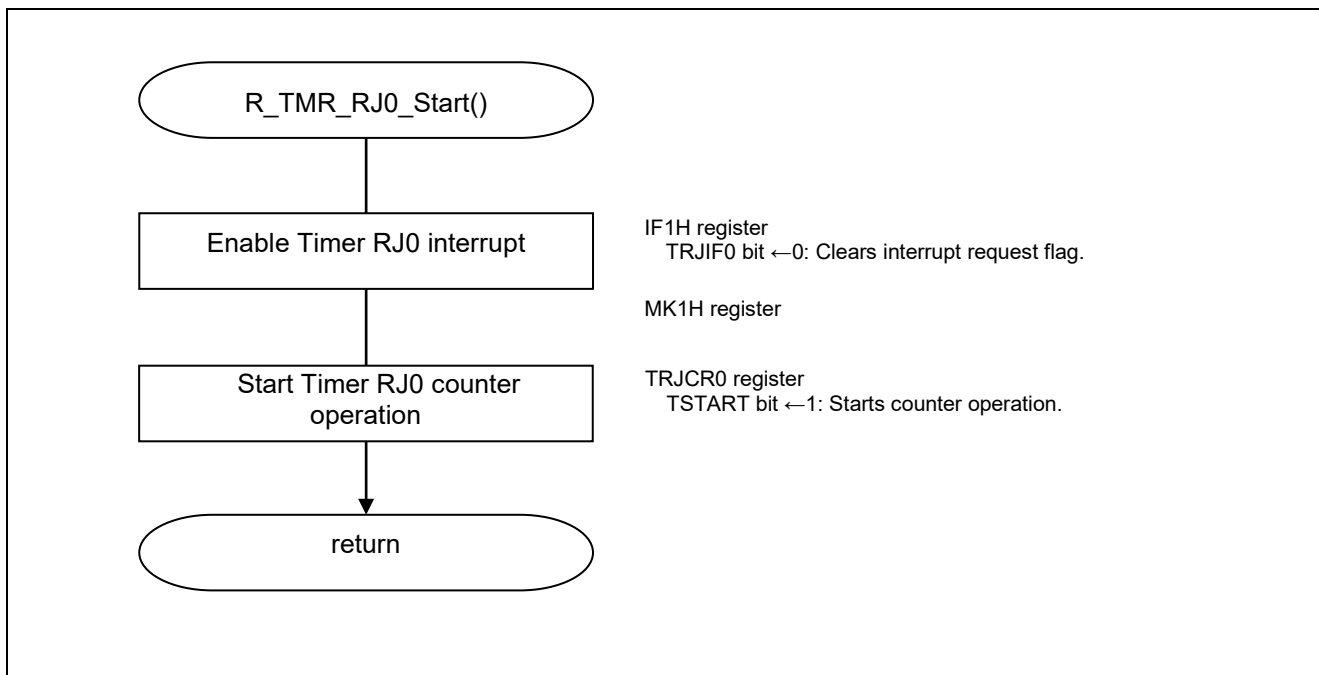 R_TMR_RJ0_Start()
Enable Timer RJ0 interrupt
IF1H register
TRJIF0 bit ←0: Clears interrupt request flag.
MK1H register
Start Timer RJ0 counter
operation
TRJCR0 register
TSTART bit ←1: Starts counter operation.
return